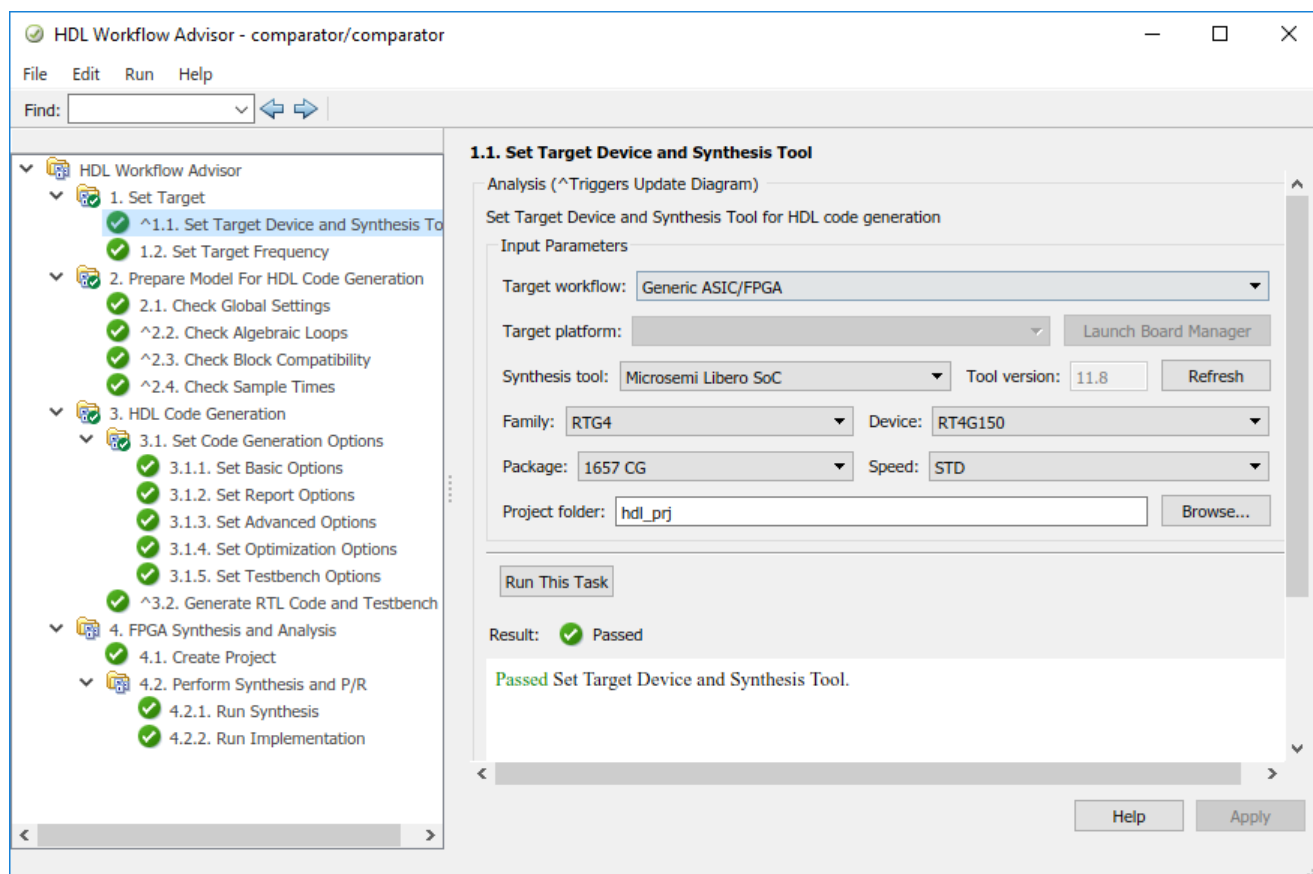 HDL Workflow Advisor - comparator/comparator
File Edit Run Help
Find:
HDL Workflow Advisor
1. Set Target
^1.1. Set Target Device and Synthesis To
1.2. Set Target Frequency
2. Prepare Model For HDL Code Generation
2.1. Check Global Settings
^2.2. Check Algebraic Loops
^2.3. Check Block Compatibility
^2.4. Check Sample Times
3. HDL Code Generation
3.1. Set Code Generation Options
3.1.1. Set Basic Options
3.1.2. Set Report Options
3.1.3. Set Advanced Options
3.1.4. Set Optimization Options
3.1.5. Set Testbench Options
^3.2. Generate RTL Code and Testbench
4. FPGA Synthesis and Analysis
4.1. Create Project
4.2. Perform Synthesis and P/R
4.2.1. Run Synthesis
4.2.2. Run Implementation
1.1. Set Target Device and Synthesis Tool
Analysis (^Triggers Update Diagram)
Set Target Device and Synthesis Tool for HDL code generation
Input Parameters
Target workflow: Generic ASIC/FPGA
Target platform: Launch Board Manager
Synthesis tool: Microsemi Libero SoC Tool version: 11.8 Refresh
Family: RTG4 Device: RT4G150
Package: 1657 CG Speed: STD
Project folder: hdl_prj Browse...
Run This Task
Result: Passed
Passed Set Target Device and Synthesis Tool.
Help Apply